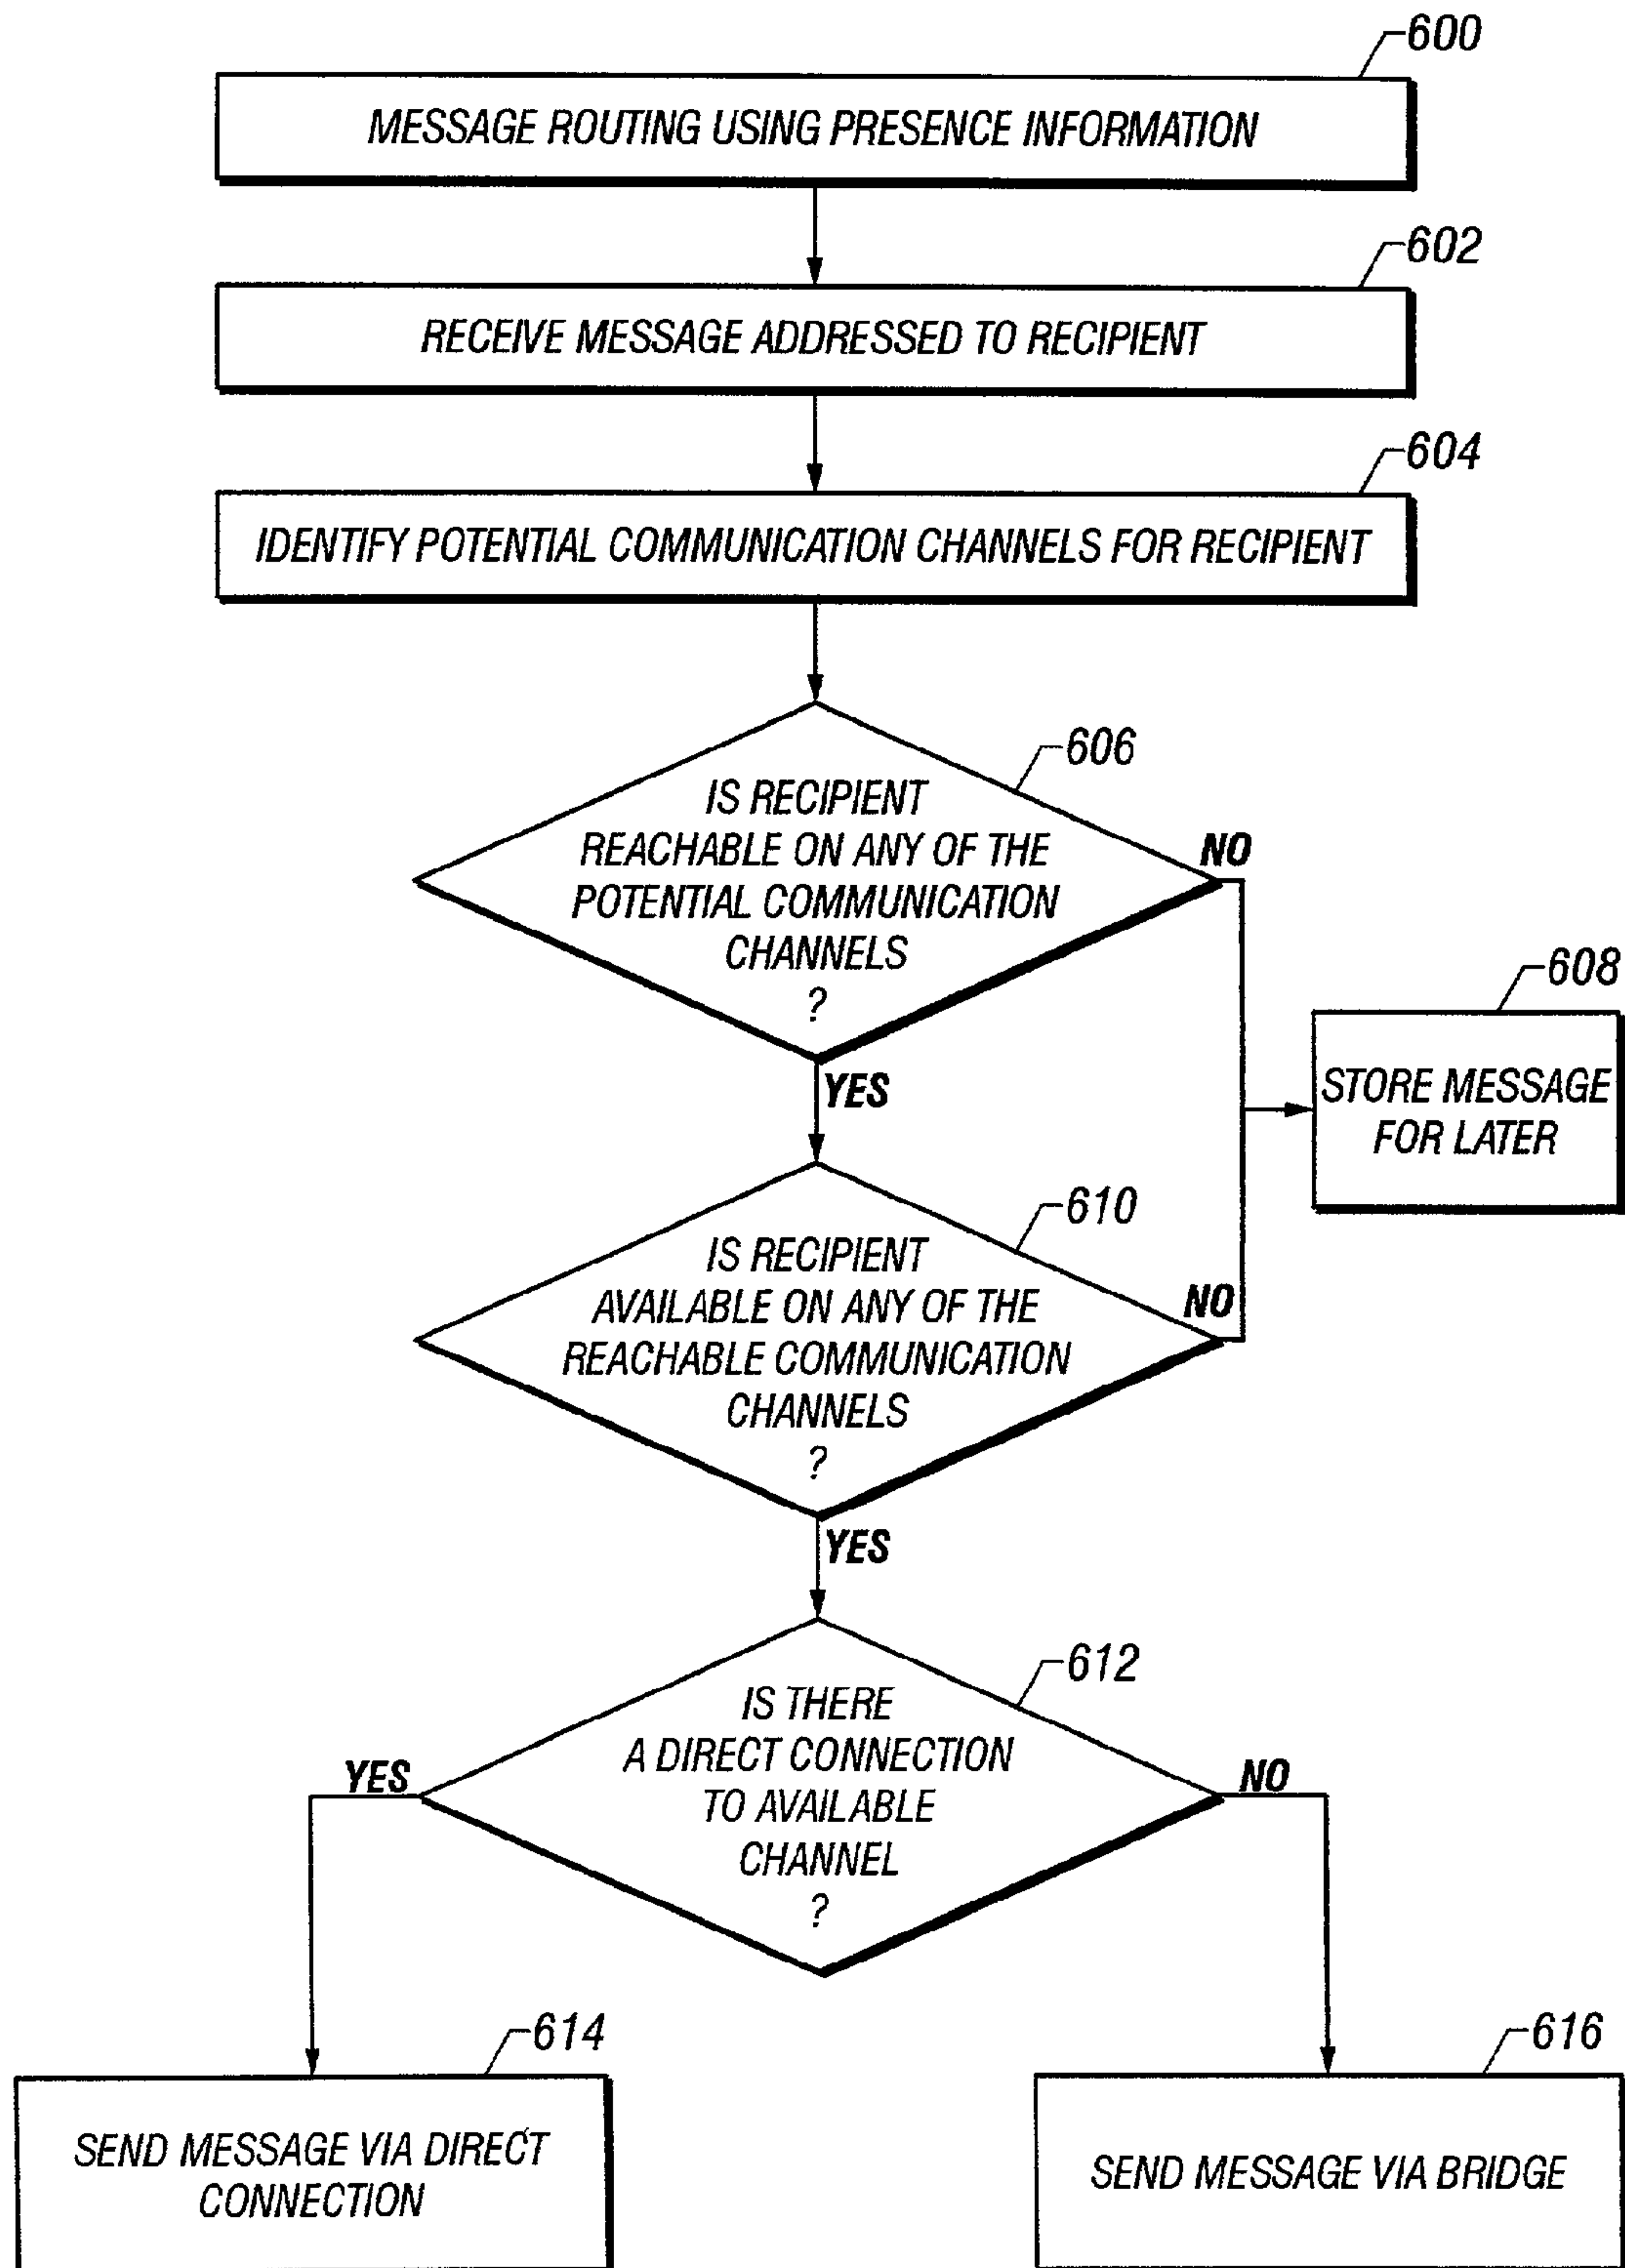 600
MESSAGE ROUTING USING PRESENCE INFORMATION
602
RECEIVE MESSAGE ADDRESSED TO RECIPIENT
604
IDENTIFY POTENTIAL COMMUNICATION CHANNELS FOR RECIPIENT
606
IS RECIPIENT
REACHABLE ON ANY OF THE
POTENTIAL COMMUNICATION
CHANNELS
?
NO
YES
608
STORE MESSAGE
FOR LATER
610
IS RECIPIENT
AVAILABLE ON ANY OF THE
REACHABLE COMMUNICATION
CHANNELS
?
NO
YES
612
IS THERE
A DIRECT CONNECTION
TO AVAILABLE
CHANNEL
?
YES
NO
614
SEND MESSAGE VIA DIRECT
CONNECTION
616
SEND MESSAGE VIA BRIDGE